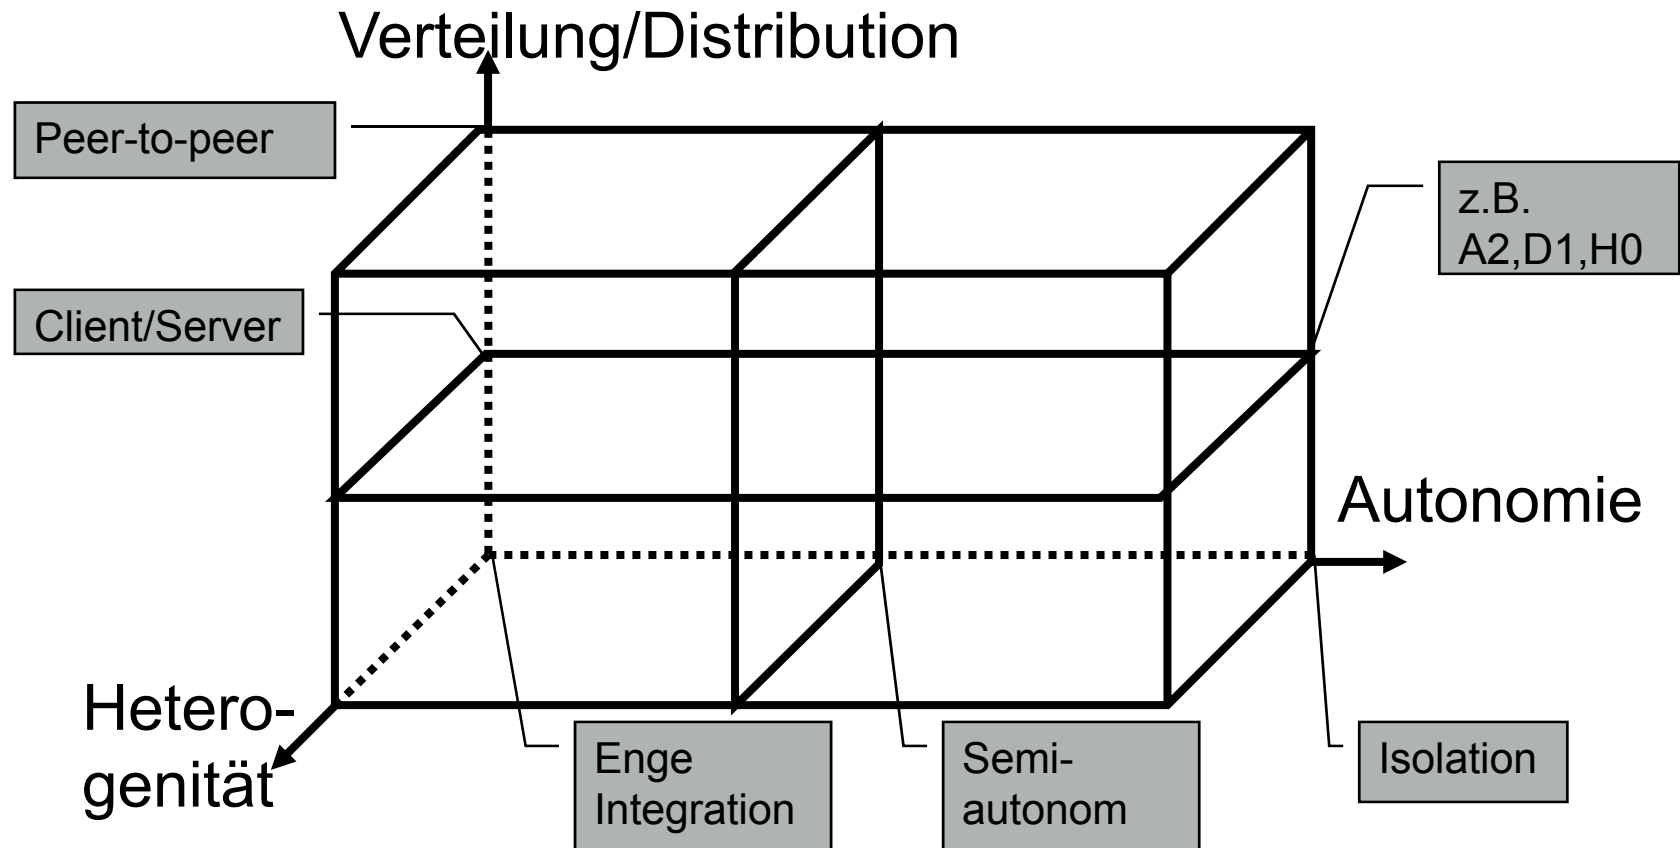 Verteilung/Distribution
Peer-to-peer
z.B.
A2,D1,H0
Client/Server
Autonomie
Hetero-
genität
Enge
Integration
Semi-
autonom
Isolation